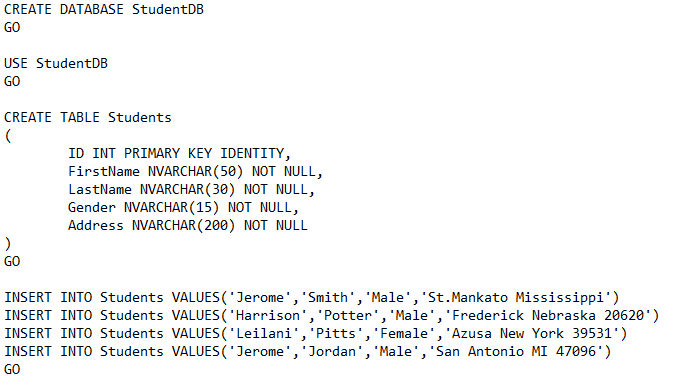 CREATE DATABASE StudentDB
GO
USE StudentDB
GO
CREATE TABLE Students
(
ID INT PRIMARY KEY IDENTITY,
FirstName NVARCHAR(50) NOT NULL,
LastName NVARCHAR(30) NOT NULL,
Gender NVARCHAR(15) NOT NULL,
Address NVARCHAR(200) NOT NULL
)
GO
INSERT INTO Students VALUES('Jerome','Smith','Male','St.Mankato Mississippi')
INSERT INTO Students VALUES('Harrison','Potter','Male','Frederick Nebraska 20620')
INSERT INTO Students VALUES('Leilani','Pitts','Female','Azusa New York 39531')
INSERT INTO Students VALUES('Jerome','Jordan','Male','San Antonio MI 47096')
GO